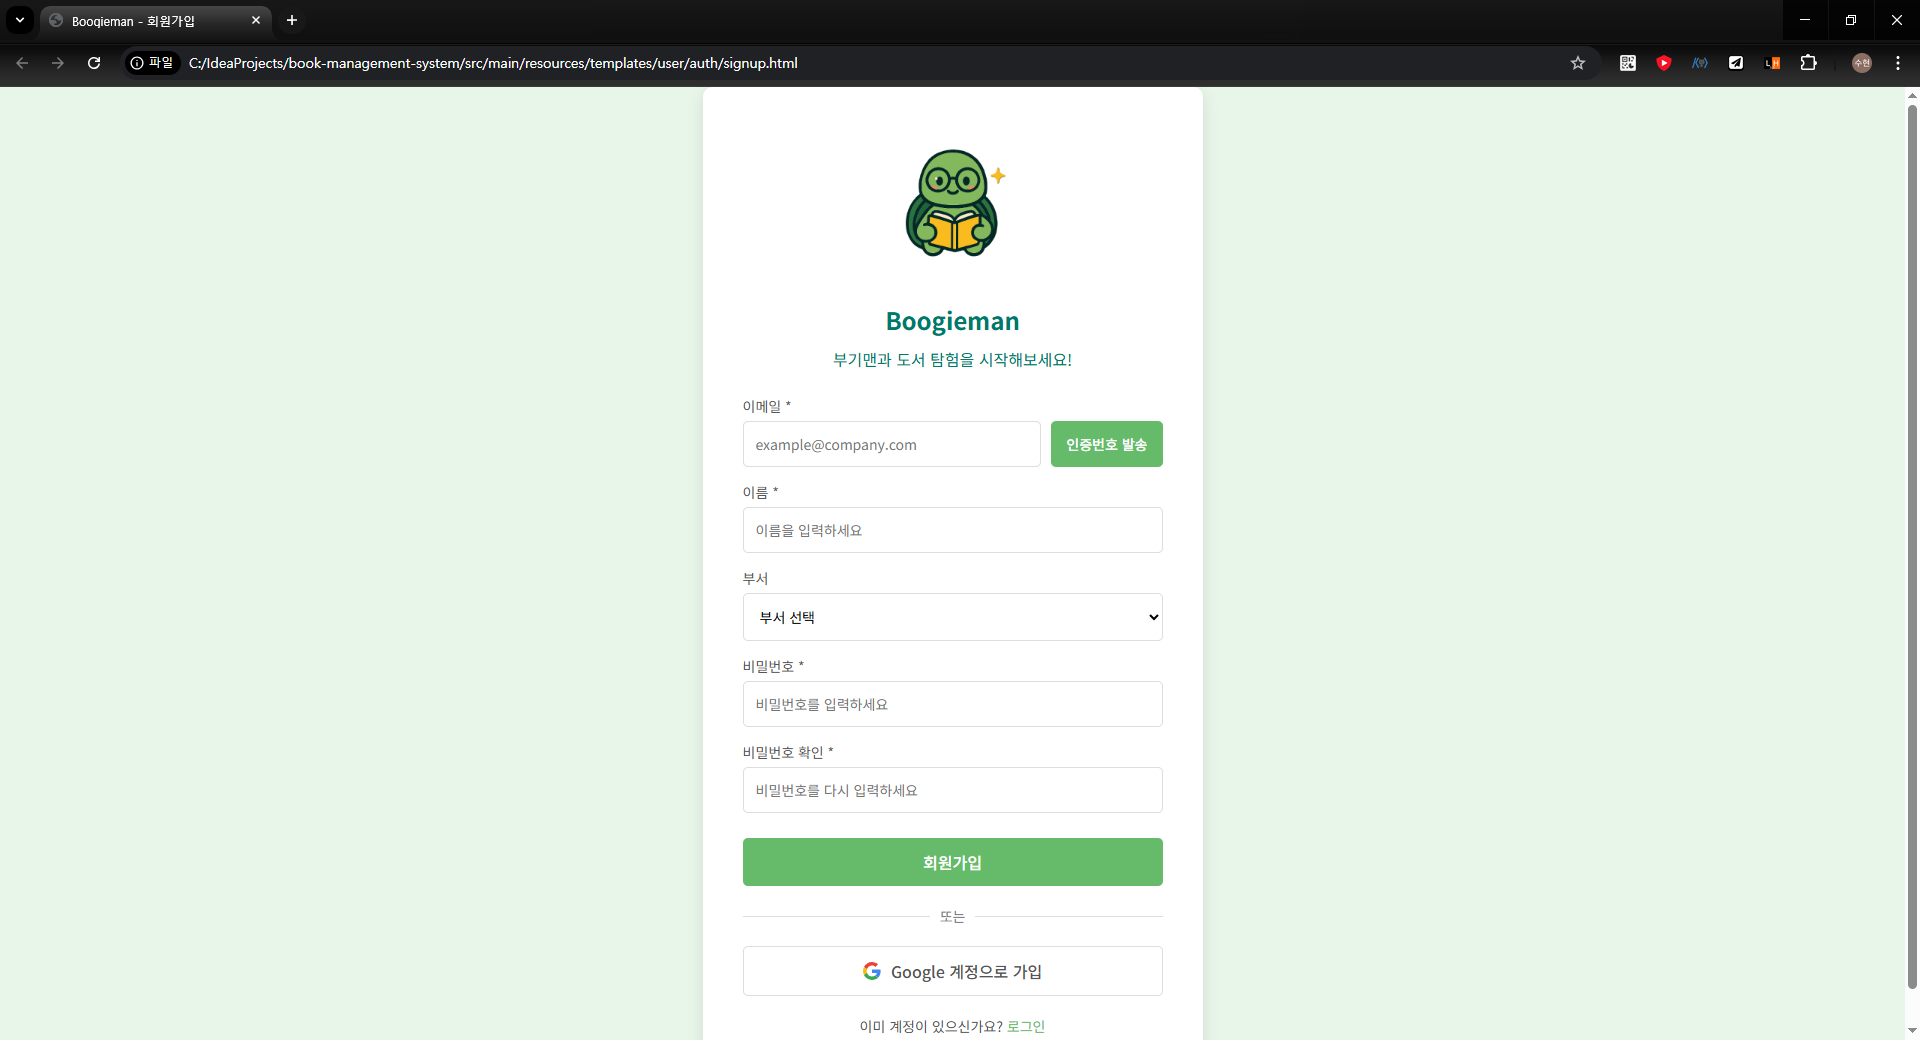 Boogieman - 회원가입
파일
C:/IdeaProjects/book-management-system/src/main/resources/templates/user/auth/signup.html
수현
Boogieman
부기맨과 도서 탐험을 시작해보세요!
이메일 *
example@company.com
인증번호 발송
이름 *
이름을 입력하세요
부서
부서 선택
비밀번호 *
비밀번호를 입력하세요
비밀번호 확인 *
비밀번호를 다시 입력하세요
회원가입
또는
Google 계정으로 가입
이미 계정이 있으신가요? 로그인